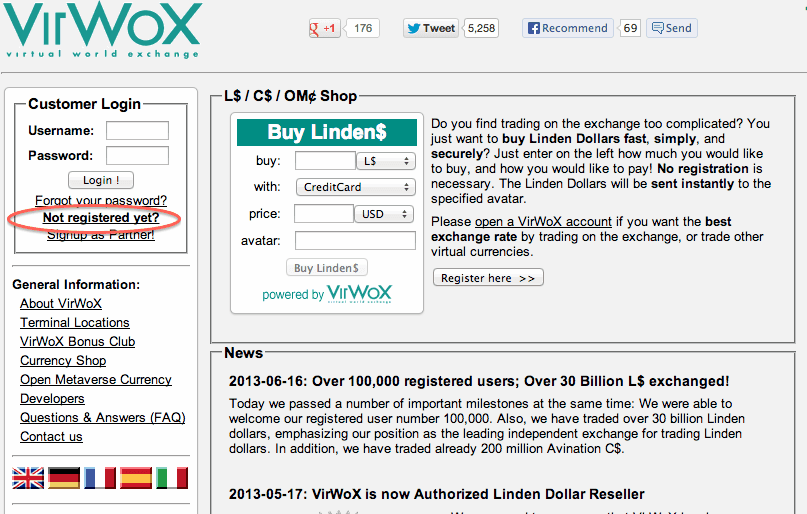 VirWoX
virtual world exchange
+1 176
Tweet 5,258
Recommend 69 Send
Customer Login
Username:
Password:
Login !
Forgot your password?
Not registered yet?
Signup as Partner!
General Information:
About VirWoX
Terminal Locations
VirWoX Bonus Club
Currency Shop
Open Metaverse Currency
Developers
Questions & Answers (FAQ)
Contact us
L$ / C$ / OM¢ Shop
Buy Linden$
buy: L$
with: CreditCard
price: USD
avatar:
Buy Linden$
powered by VirWoX
virtual world exchange
Do you find trading on the exchange too complicated? You
just want to buy Linden Dollars fast, simply, and
securely? Just enter on the left how much you would like
to buy, and how you would like to pay! No registration is
necessary. The Linden Dollars will be sent instantly to the
specified avatar.
Please open a VirWoX account if you want the best
exchange rate by trading on the exchange, or trade other
virtual currencies.
Register here >>
News
2013-06-16: Over 100,000 registered users; Over 30 Billion L$ exchanged!
Today we passed a number of important milestones at the same time: We were able to
welcome our registered user number 100,000. Also, we have traded over 30 billion Linden
dollars, emphasizing our position as the leading independent exchange for trading Linden
dollars. In addition, we have traded already 200 million Avination C$.
2013-05-17: VirWoX is now Authorized Linden Dollar Reseller